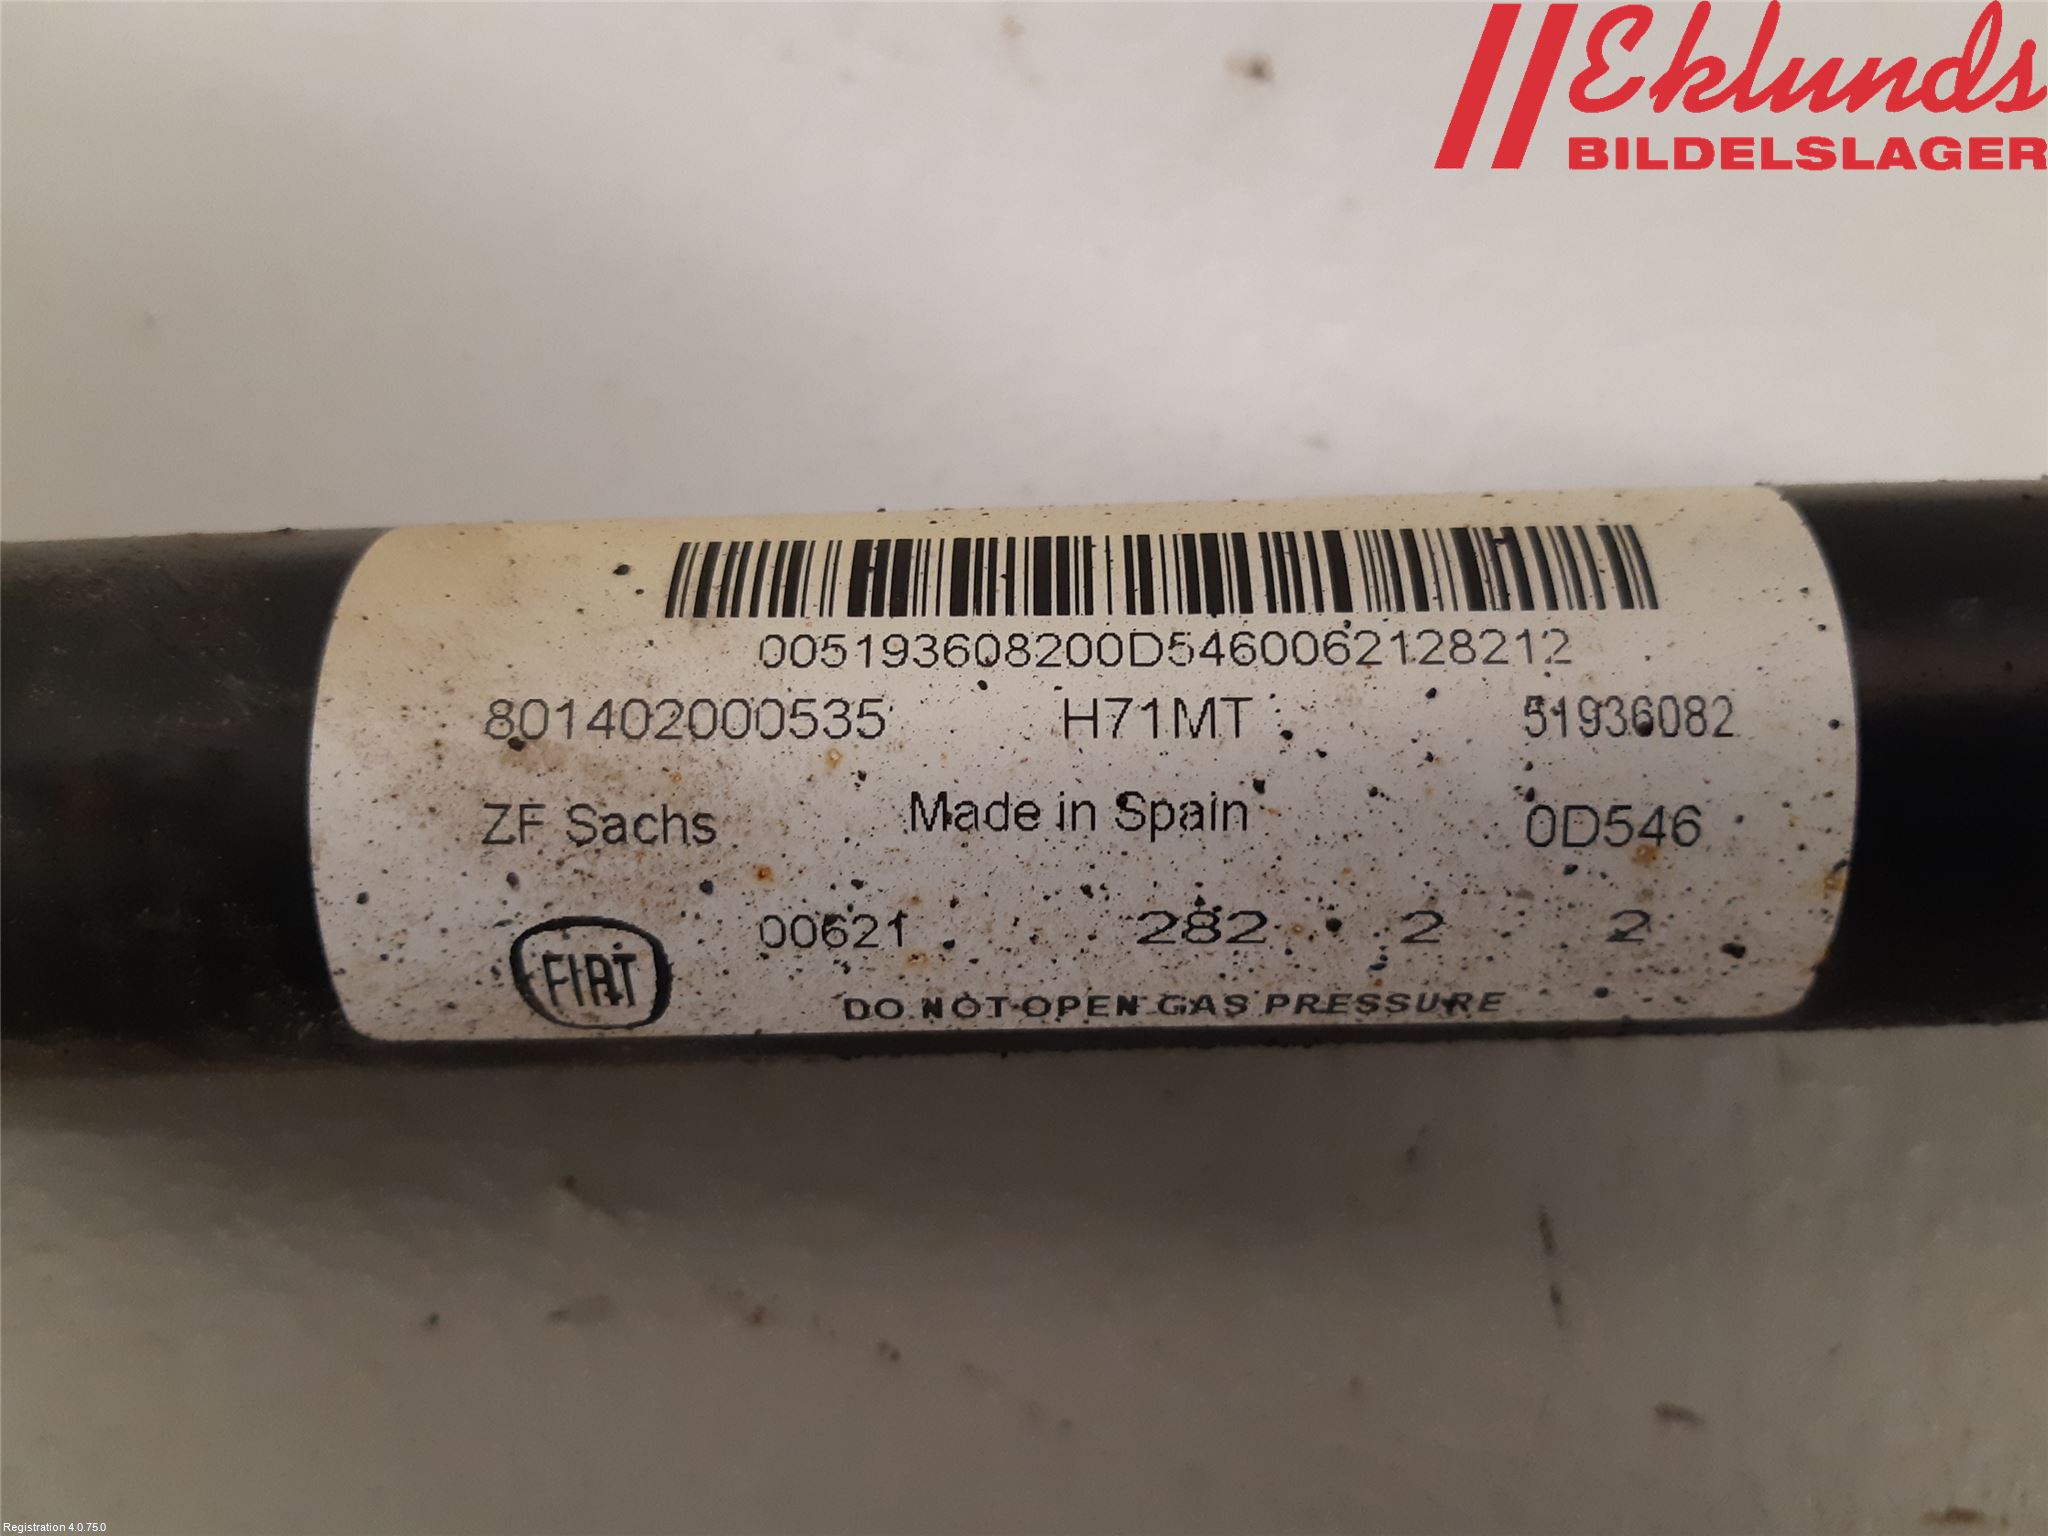 Eklunds
BILDELSLAGER
005193608200D5460062128212
801402000535 H71MT 51936082
ZF Sachs Made in Spain 0D546
00621 282 2 2
FIAT
DO NOT OPEN GAS PRESSURE
Registration 4.0.75.0